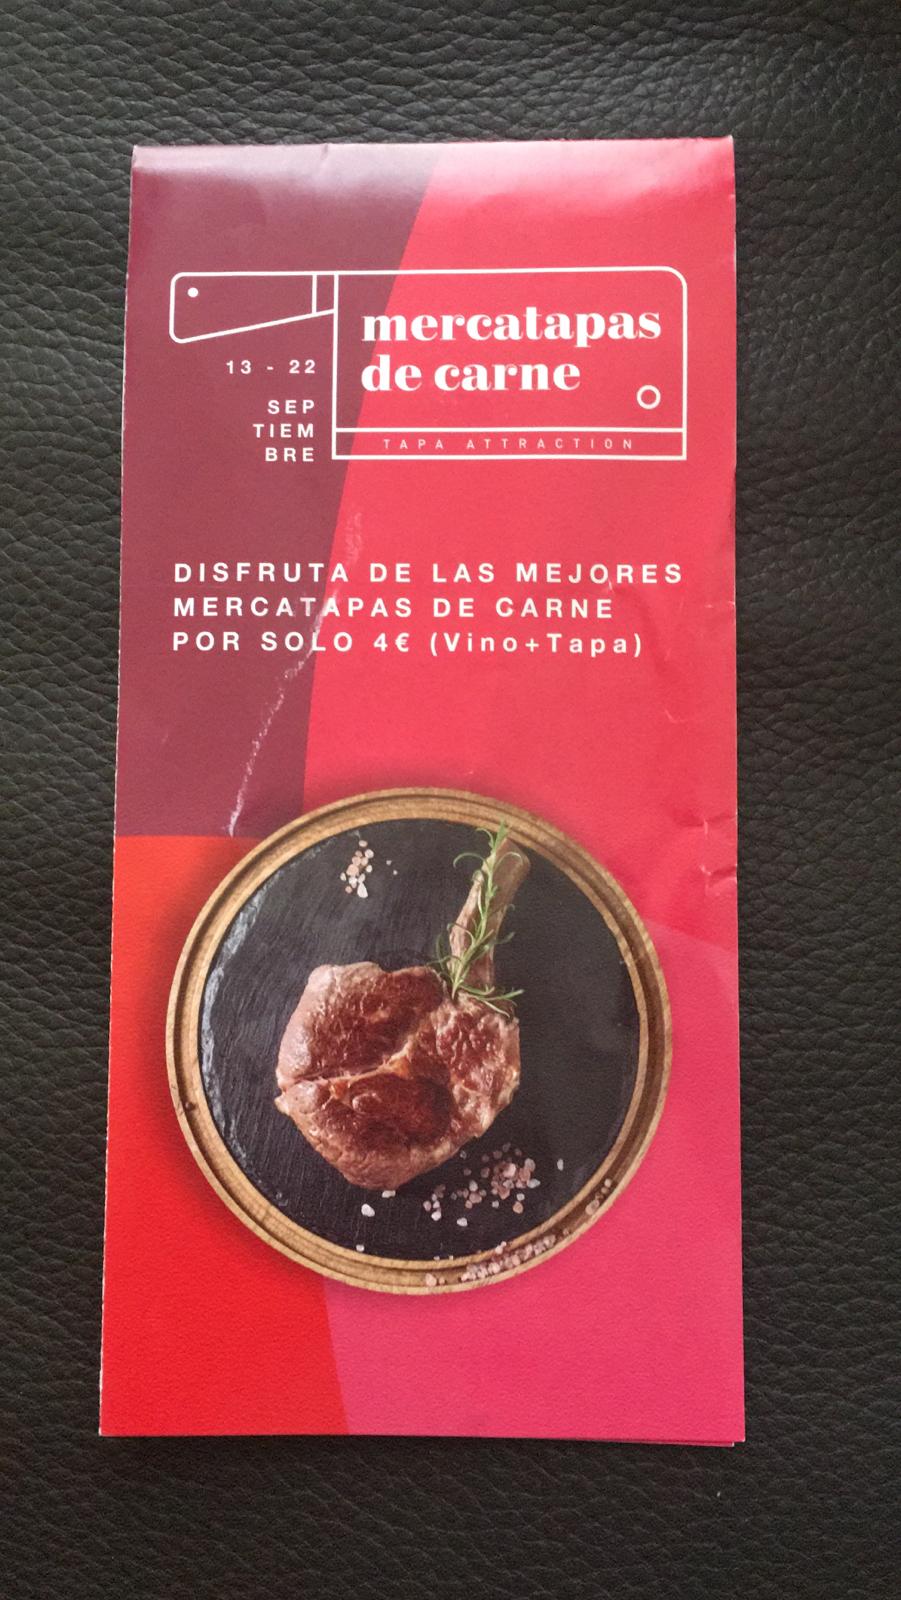 mercatapas
de carne
13 - 22
SEP
TIEM
BRE
TAPA ATTRACTION
DISFRUTA DE LAS MEJORES
MERCATAPAS DE CARNE
POR SOLO 4€ (Vino+Tapa)